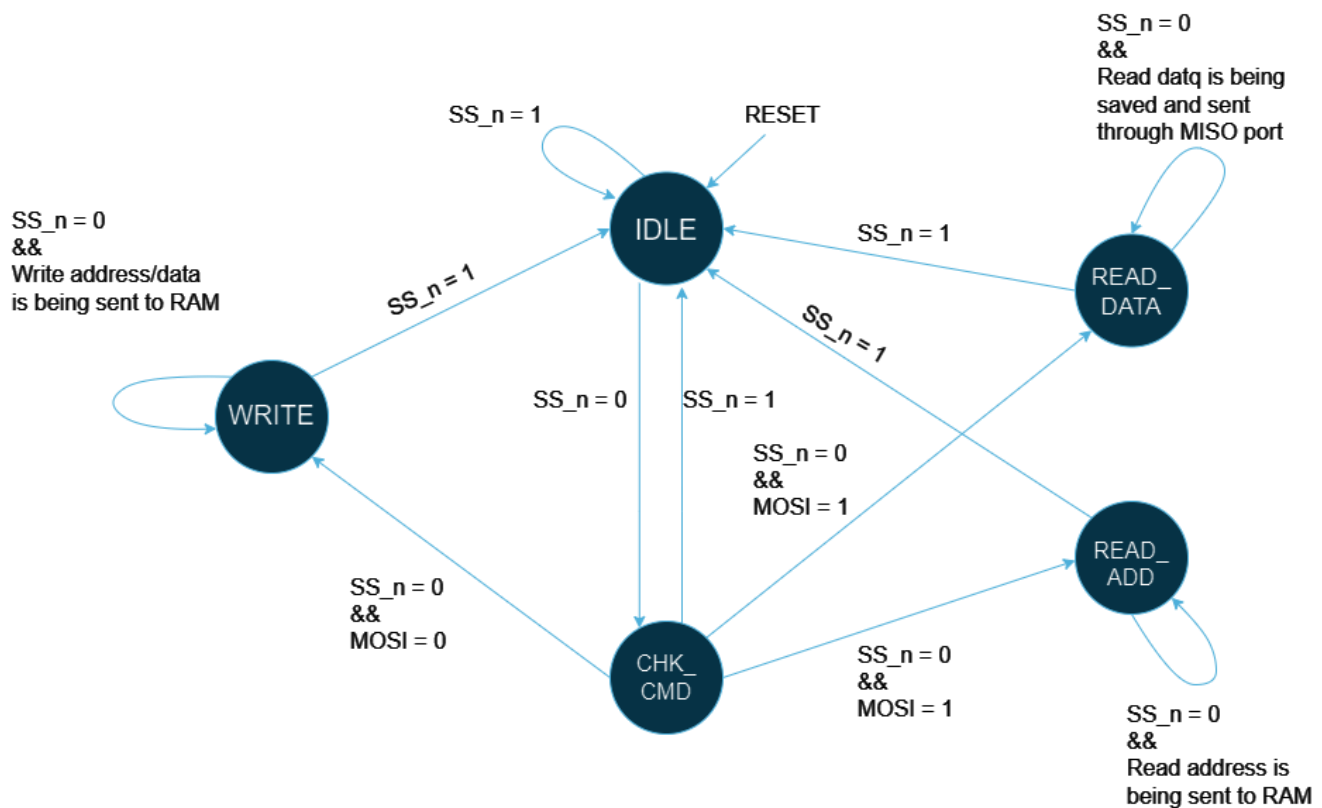 SS_n = 0
&&
Read datq is being
saved and sent
through MISO port
SS_n = 1
RESET
IDLE
SS_n = 1
READ_
DATA
SS_n = 0
&&
Write address/data
is being sent to RAM
SS_n = 1
SS_n = 1
WRITE
SS_n = 0
SS_n = 1
SS_n = 0
&&
MOSI = 1
READ_
ADD
SS_n = 0
&&
MOSI = 0
CHK_
CMD
SS_n = 0
&&
MOSI = 1
SS_n = 0
&&
Read address is
being sent to RAM